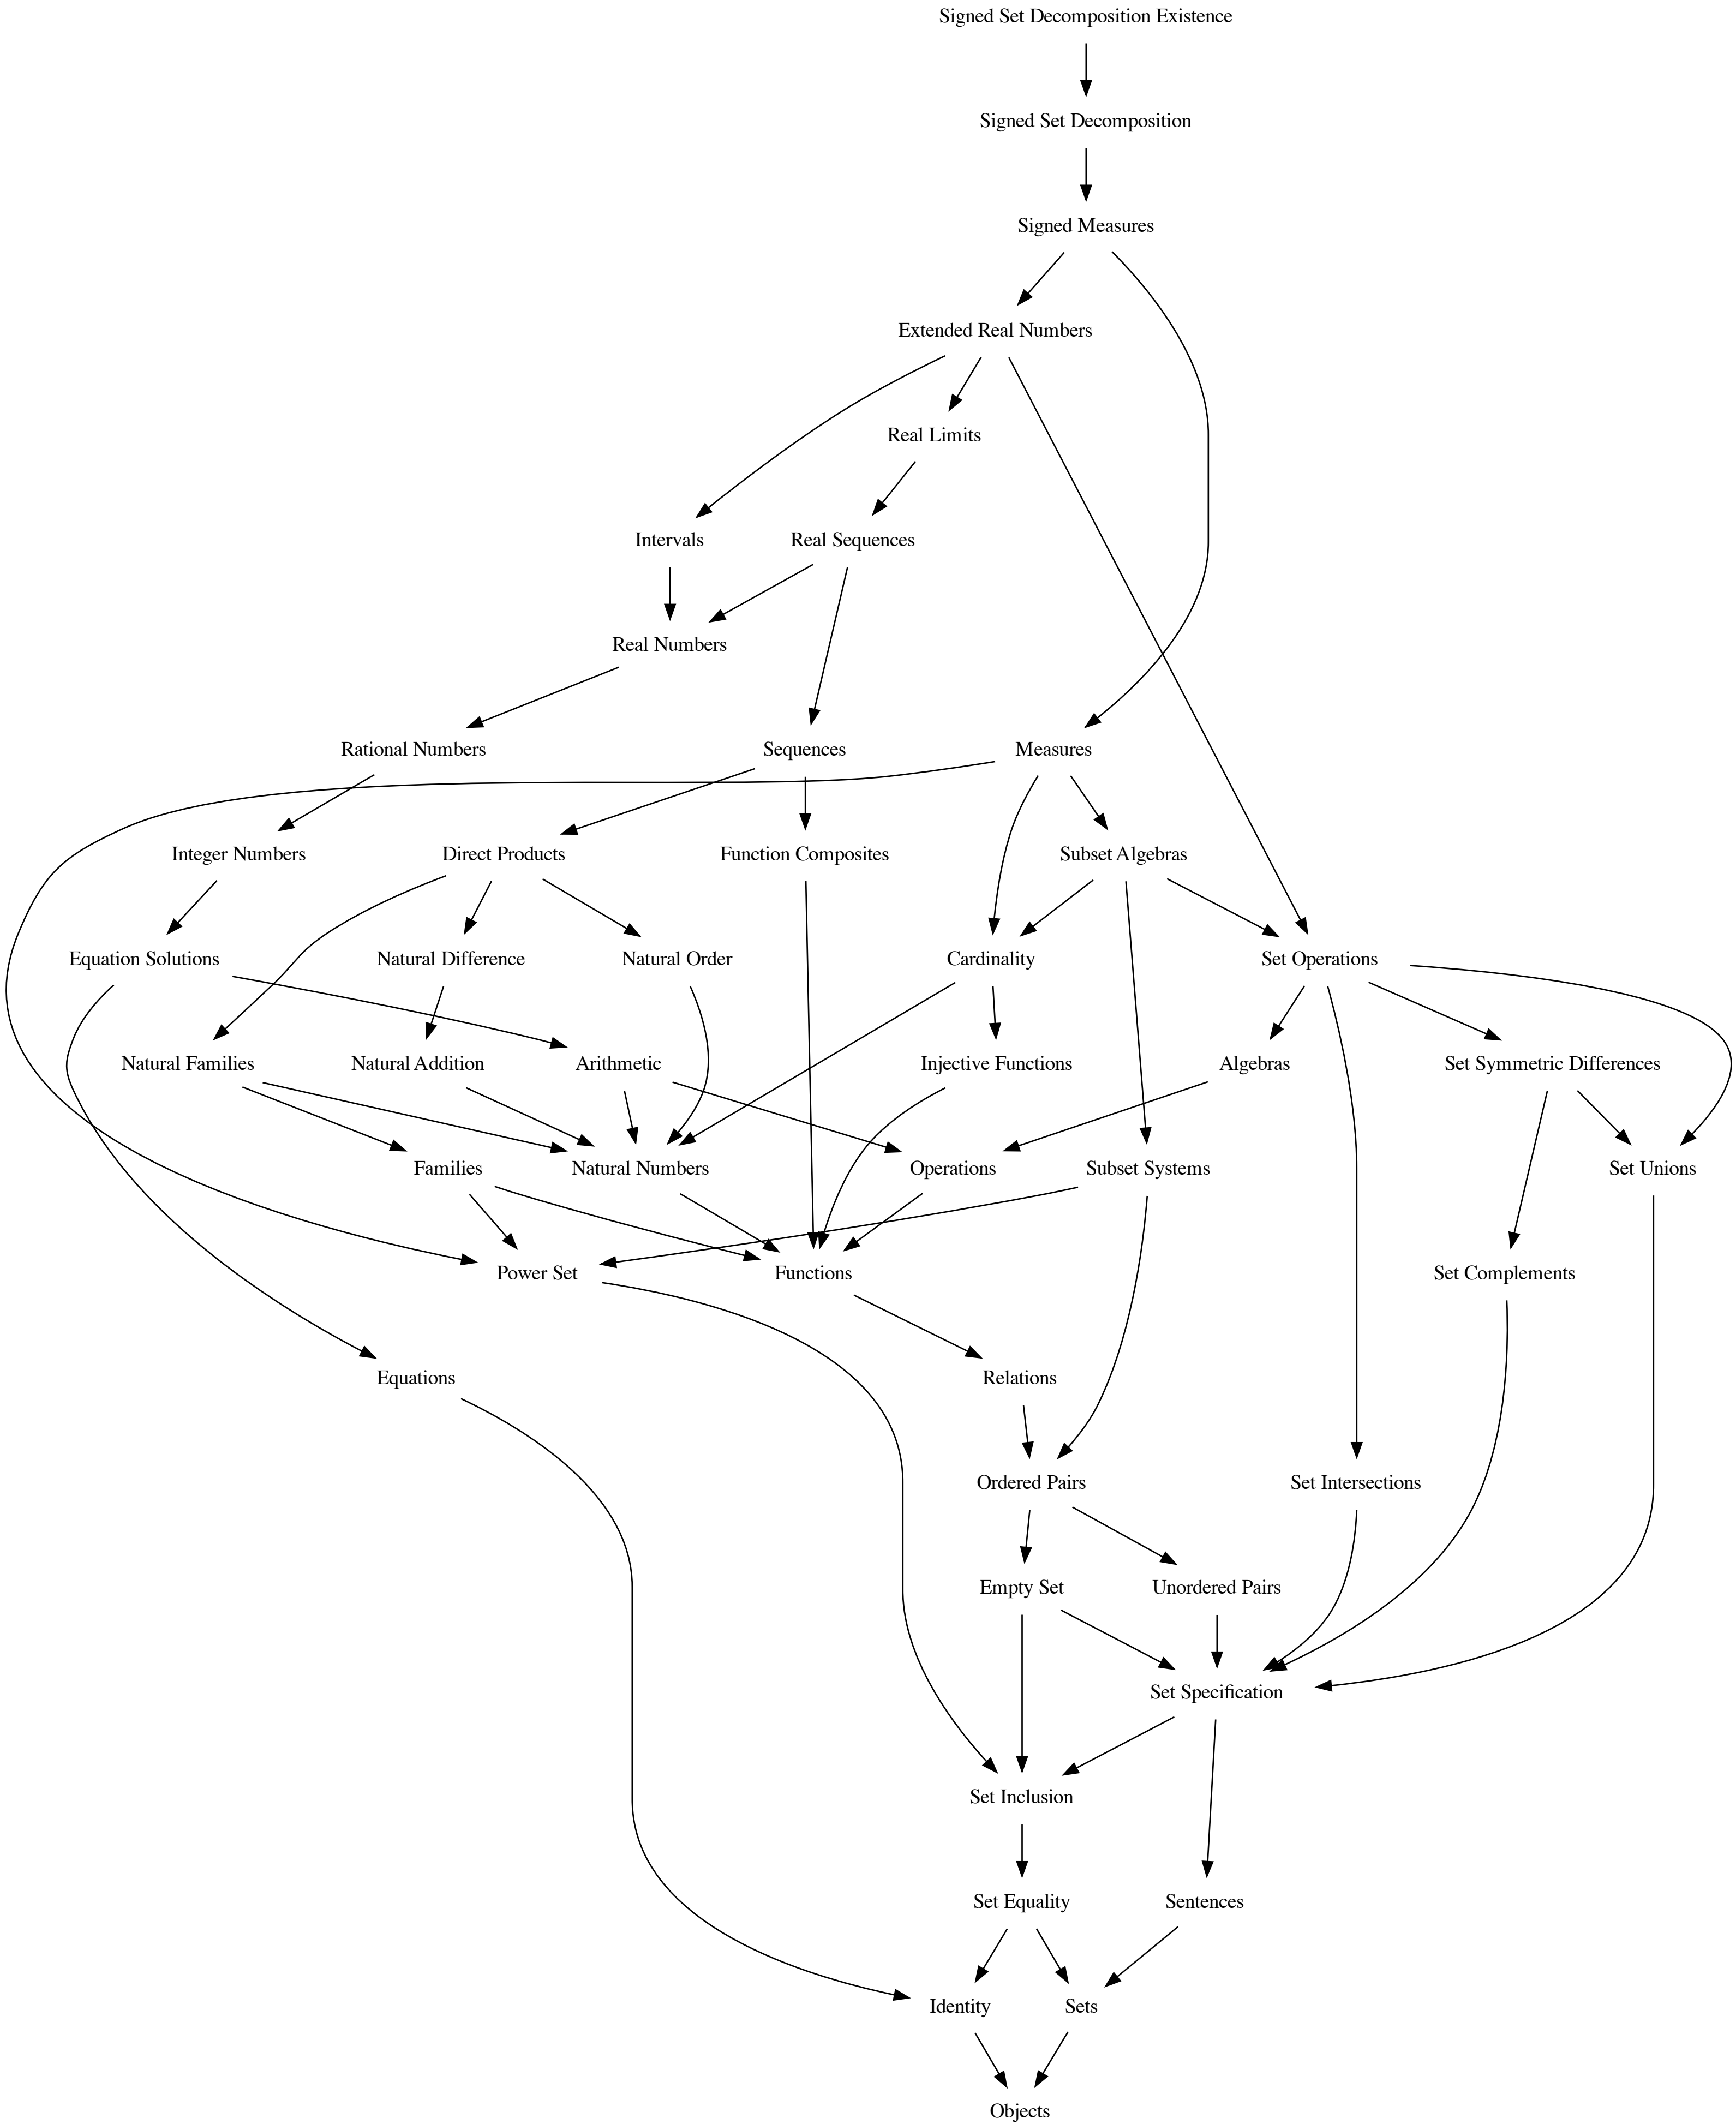 Signed Set Decomposition Existence
Signed Set Decomposition
Signed Measures
Extended Real Numbers
Real Limits
Intervals
Real Sequences
Real Numbers
Rational Numbers
Sequences
Measures
Integer Numbers
Direct Products
Function Composites
Subset Algebras
Equation Solutions
Natural Difference
Natural Order
Cardinality
Set Operations
Natural Families
Natural Addition
Arithmetic
Injective Functions
Algebras
Set Symmetric Differences
Families
Natural Numbers
Operations
Subset Systems
Set Unions
Power Set
Functions
Set Complements
Equations
Relations
Ordered Pairs
Set Intersections
Empty Set
Unordered Pairs
Set Specification
Set Inclusion
Set Equality
Sentences
Identity
Sets
Objects